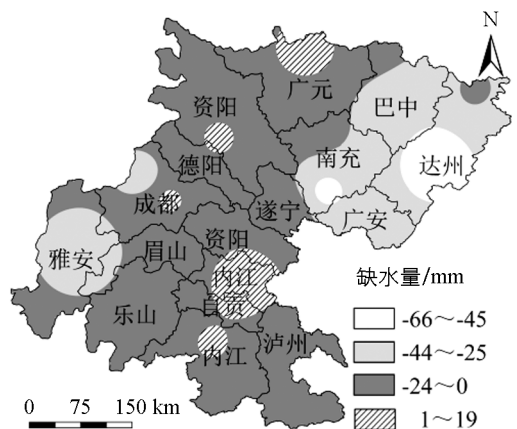 N
广元
巴中
资阳
达州
南充
德阳
成都
遂宁
广安
资阳
雅安
眉山
内江
自贡
乐山
内江
泸州
缺水量/mm
-66～-45
-44～-25
-24～0
1～19
0 75 150 km